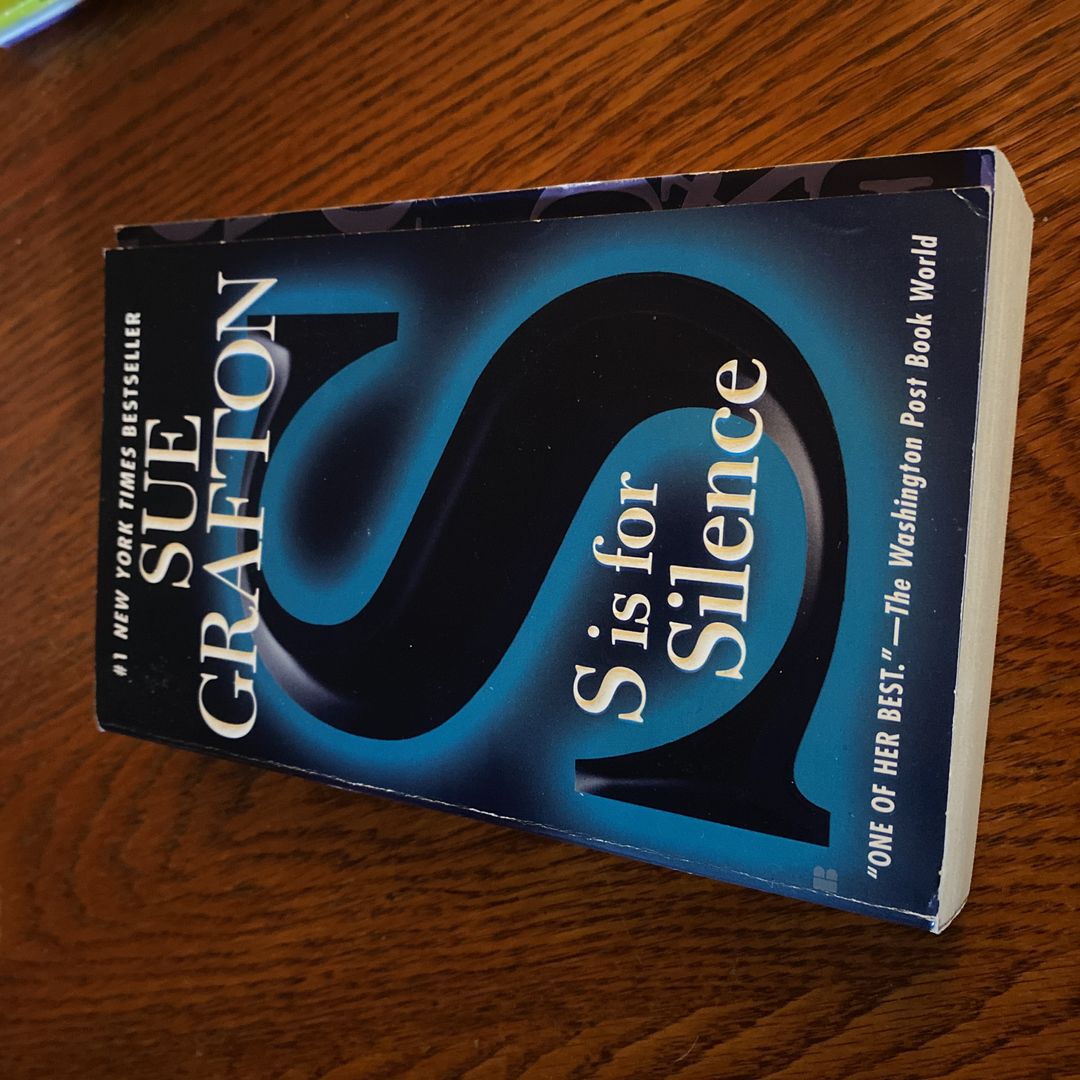 #1 NEW YORK TIMES BESTSELLER
SUE
GRAFTON
S is for
Silence
“ONE OF HER BEST.”—The Washington Post Book World